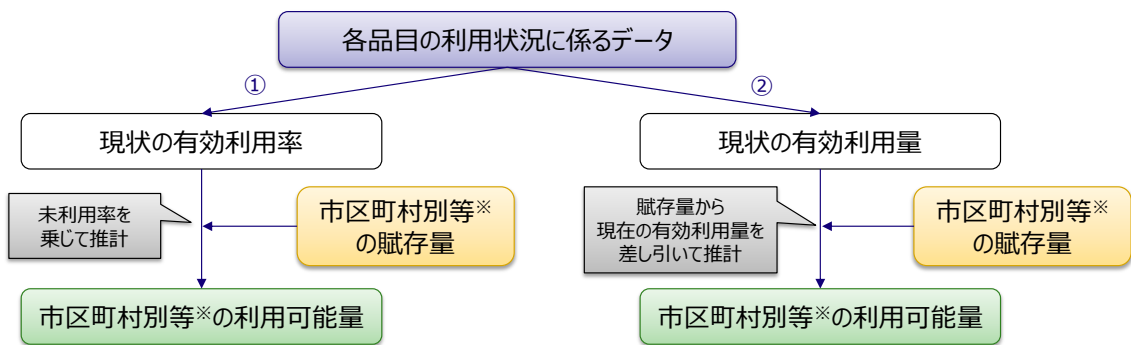 各品目の利用状況に係るデータ
①
②
現状の有効利用率
現状の有効利用量
未利用率を
乗じて推計
市区町村別等※
の賦存量
賦存量から
現在の有効利用量を
差し引いて推計
市区町村別等※
の賦存量
市区町村別等※の利用可能量
市区町村別等※の利用可能量